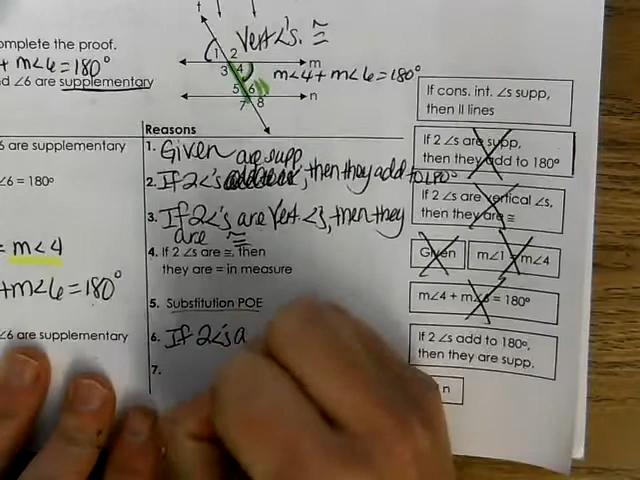 t
Vert ∠'s. ≅
omplete the proof.
1 2
+ m∠6 = 180°
m
3 4
m∠4 + m∠6 = 180°
d ∠6 are supplementary
5 6
n
7 8
If cons. int. ∠s supp,
then || lines
Reasons
If 2 ∠s are supp,
then they add to 180°
6 are supplementary
1. Given
are supp
∠6 = 180°
2. If 2∠'s , then they add to 180°
If 2 ∠s are vertical ∠s,
then they are ≅
3. If 2∠'s are Vert ∠'s, then they
are ≅
= m∠4
4. If 2 ∠s are ≅, then
they are = in measure
Given
m∠1 = m∠4
+ m∠6 = 180°
m∠4 + m∠6 = 180°
5. Substitution POE
∠6 are supplementary
6. If 2∠'s a
If 2 ∠s add to 180°,
then they are supp.
7.
n